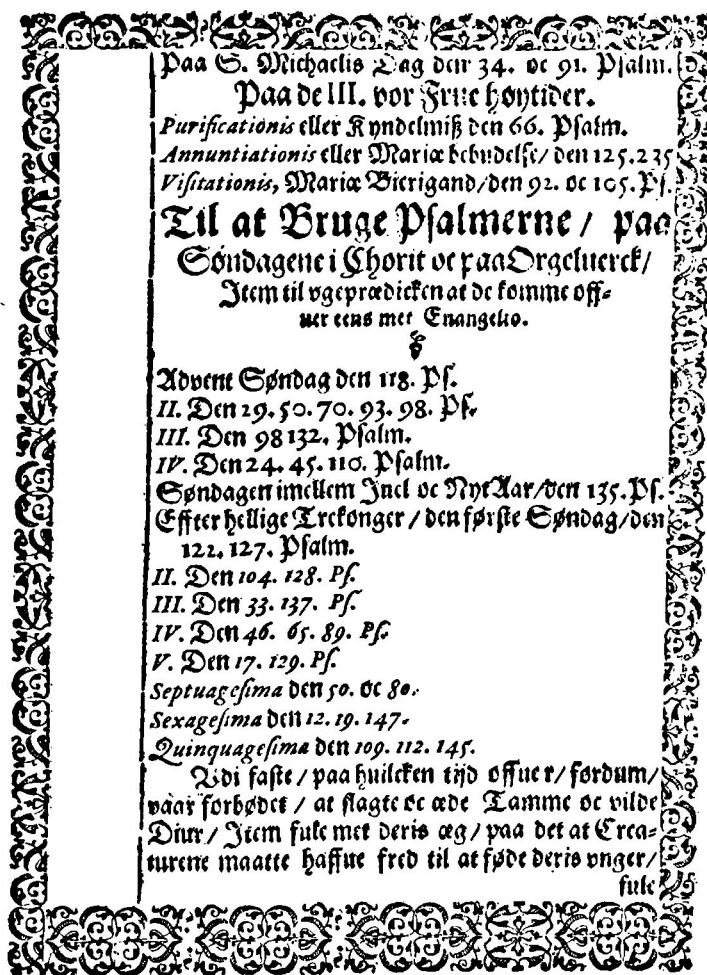 Paa S. Michaelis Dag den 34. oc 91. Psalm.
Paa de III. vor Frue høytider.
Purificationis eller Kyndelmiß den 66. Psalm.
Annuntiationis eller Mariæ bebudelse/ den 125.235
Visitationis, Mariæ Bierigand/den 92. oc 105. Ps.
Til at Bruge Psalmerne / paa
Søndagene i Chorit oc paa Orgeluerck/
Item til vgeprædicken at de komme off-
uer eens met Euangelio.
Advent Søndag den 118. Ps.
II. Den 29. 50. 70. 93. 98. Ps.
III. Den 98 132. Psalm.
IV. Den 24. 45. 110. Psalm.
Søndagen imellem Juel oc Nyt Aar/den 135. Ps.
Effter hellige Trekonger / den første Søndag/den
122. 127. Psalm.
II. Den 104. 128. Ps.
III. Den 33. 137. Ps.
IV. Den 46. 65. 89. Ps.
V. Den 17. 129. Ps.
Septuagesima den 50. oc 80.
Sexagesima den 12. 19. 147.
Quinquagesima den 109. 112. 145.
Udi faste / paa huilcken tijd offuer/ fordum/
vaar forbødet / at slagte oc æde Tamme oc vilde
Diur/ Item fule met deris æg/ paa det at Crea-
turene maatte haffue fred til at føde deris vnger/
fule